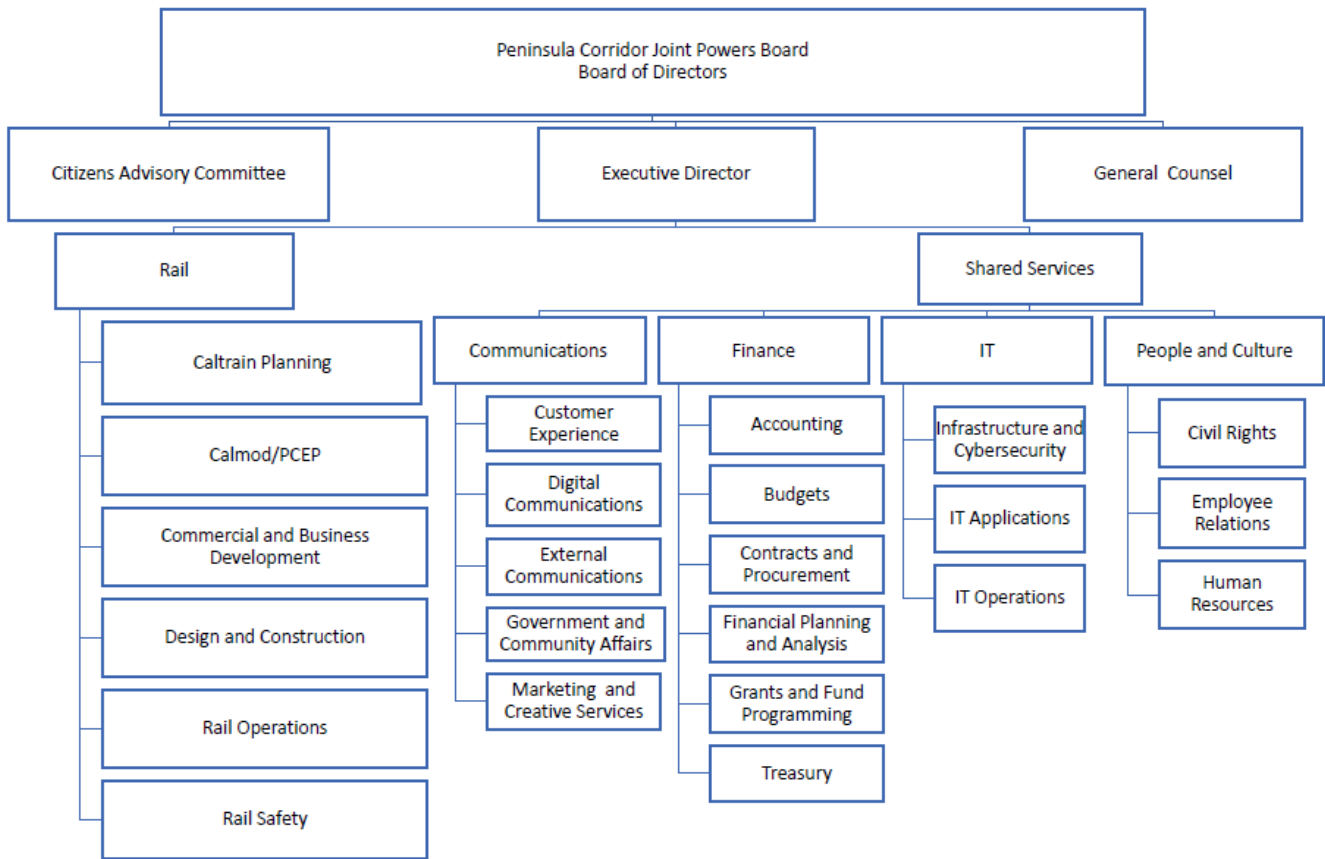 Peninsula Corridor Joint Powers Board
Board of Directors
Citizens Advisory Committee
Executive Director
General Counsel
Rail
Shared Services
Caltrain Planning
Calmod/PCEP
Commercial and Business
Development
Design and Construction
Rail Operations
Rail Safety
Communications
Customer
Experience
Digital
Communications
External
Communications
Government and
Community Affairs
Marketing and
Creative Services
Finance
Accounting
Budgets
Contracts and
Procurement
Financial Planning
and Analysis
Grants and Fund
Programming
Treasury
IT
Infrastructure and
Cybersecurity
IT Applications
IT Operations
People and Culture
Civil Rights
Employee
Relations
Human
Resources